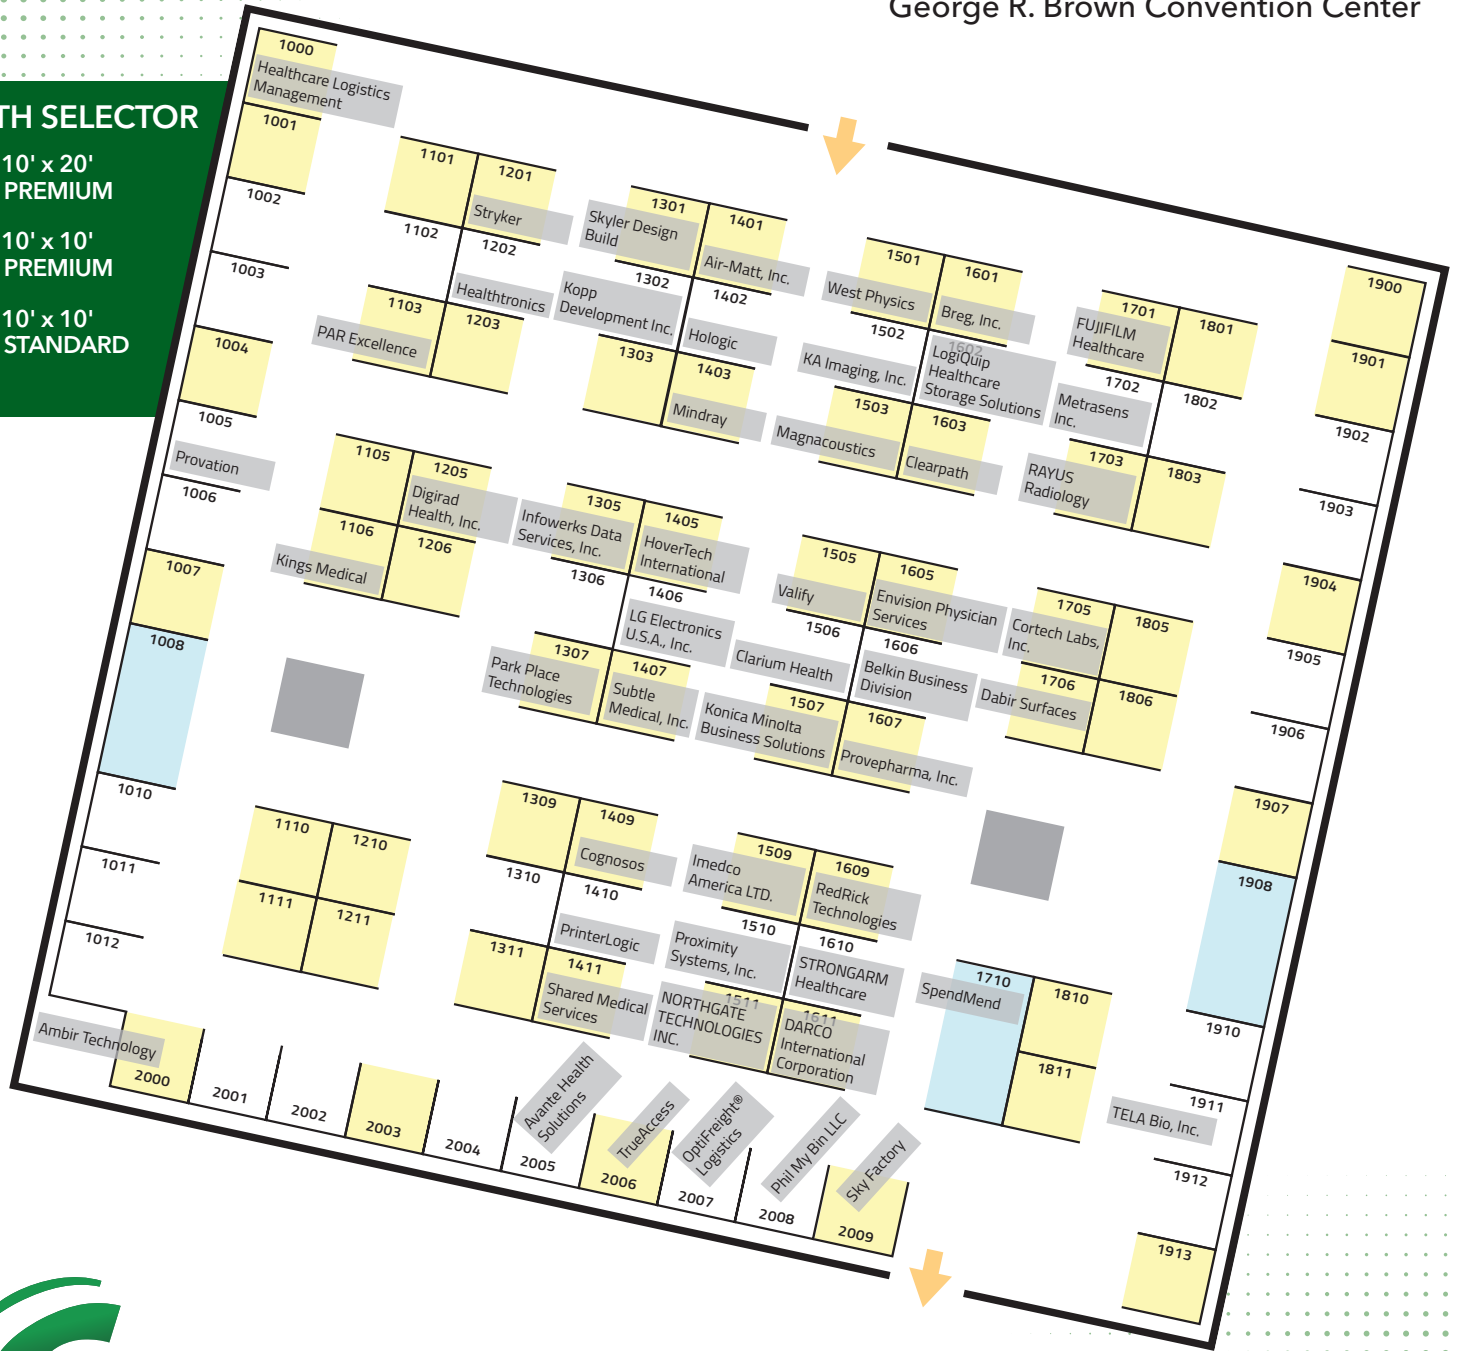 George R. Brown Convention Center
TH SELECTOR
10' x 20'
PREMIUM
10' x 10'
PREMIUM
10' x 10'
STANDARD
1000
Healthcare Logistics
Management
1001
1002
1003
1004
1005
Provation
1006
1007
1008
1010
1011
1012
1101
1201
Stryker
1102
1202
Healthtronics
1103
PAR Excellence
1203
1301
Skyler Design
Build
1401
Air-Matt, Inc.
1302
Kopp
Development Inc.
1402
Hologic
1303
1403
Mindray
1501
West Physics
1601
Breg, Inc.
1502
KA Imaging, Inc.
1602
LogiQuip
Healthcare
Storage Solutions
1503
Magnacoustics
1603
Clearpath
1701
FUJIFILM
Healthcare
1801
1702
Metrasens
Inc.
1802
1703
RAYUS
Radiology
1803
1900
1901
1902
1903
1904
1905
1906
1907
1908
1910
1911
TELA Bio, Inc.
1912
1913
1105
1205
Digirad
Health, Inc.
1106
Kings Medical
1206
1305
Infowerks Data
Services, Inc.
1405
HoverTech
International
1306
1406
LG Electronics
U.S.A., Inc.
1307
Park Place
Technologies
1407
Subtle
Medical, Inc.
1505
Valify
1605
Envision Physician
Services
1506
Clarium Health
1606
Belkin Business
Division
1507
Konica Minolta
Business Solutions
1607
Provepharma, Inc.
1705
Cortech Labs,
Inc.
1805
1706
Dabir Surfaces
1806
1110
1210
1111
1211
1309
1409
Cognosos
1310
1410
PrinterLogic
1311
1411
Shared Medical
Services
1509
Imedco
America LTD.
1609
RedRick
Technologies
1510
Proximity
Systems, Inc.
1610
STRONGARM
Healthcare
1511
NORTHGATE
TECHNOLOGIES
INC.
1611
DARCO
International
Corporation
1710
SpendMend
1810
1811
Ambir Technology
2000
2001
2002
2003
2004
Avante Health
Solutions
2005
TrueAccess
2006
OptiFreight®
Logistics
2007
Phil My Bin LLC
2008
Sky Factory
2009